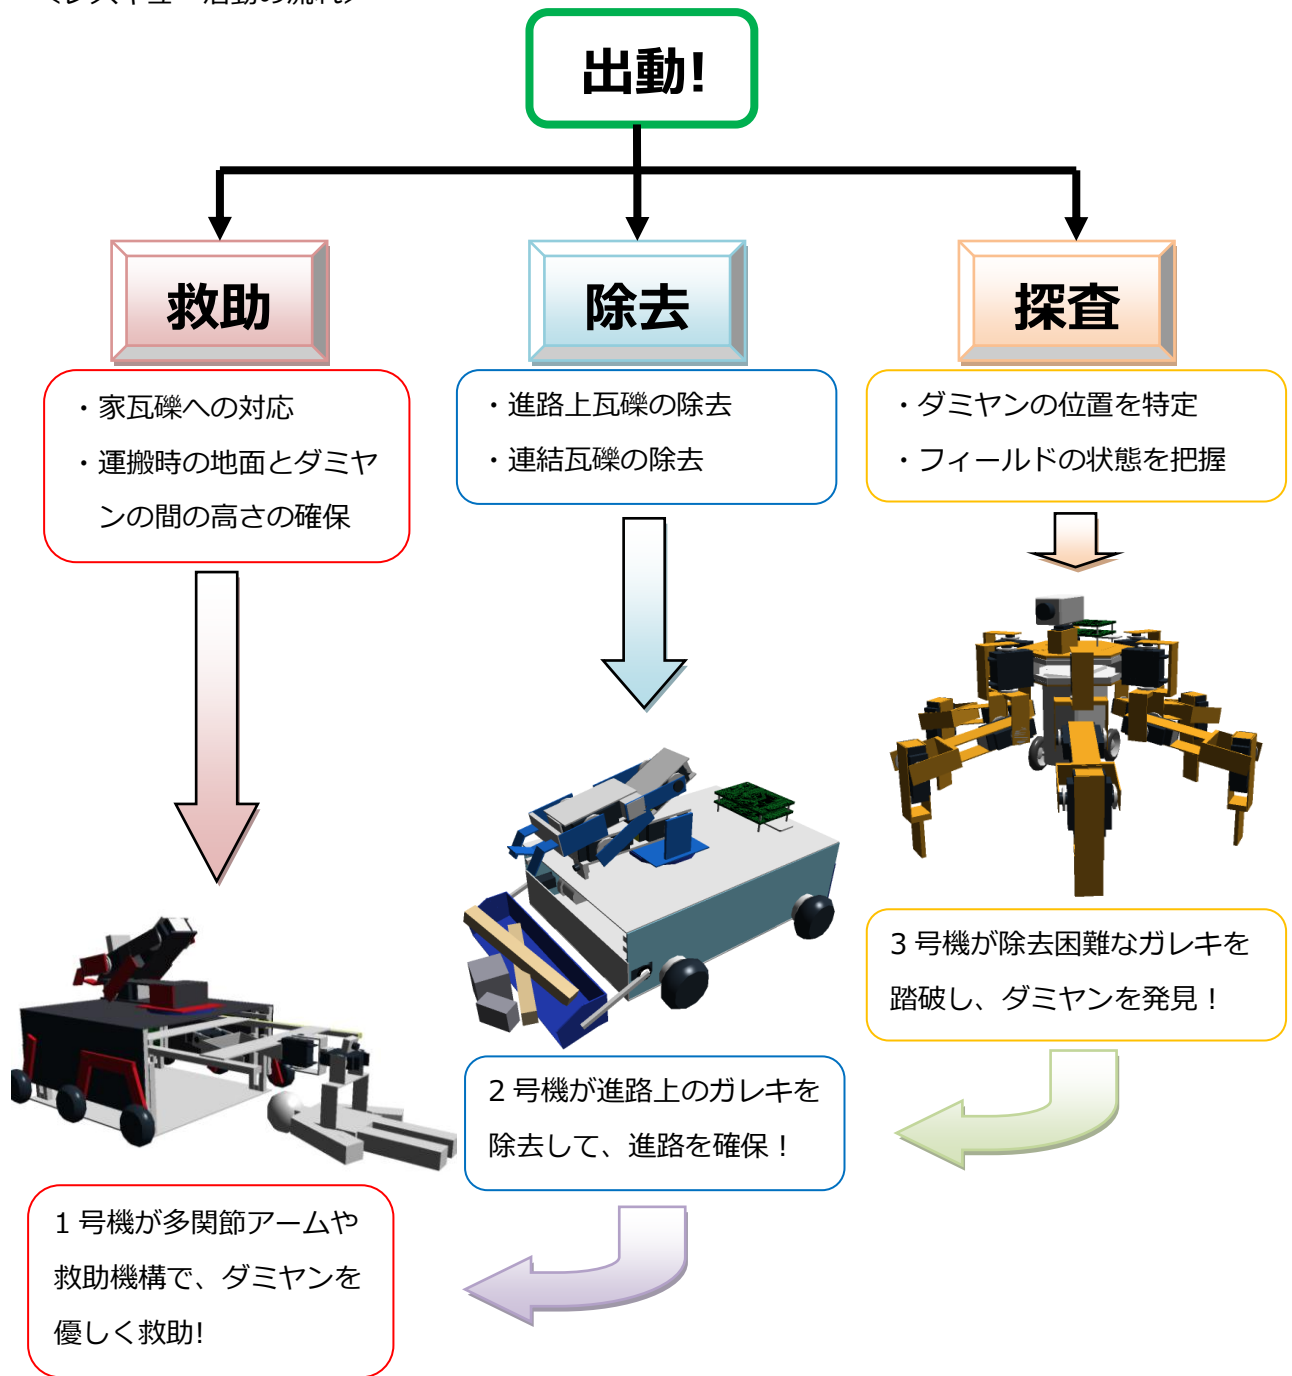 出動!
救助
・家瓦礫への対応
・運搬時の地面とダミヤ
ンの間の高さの確保
除去
・進路上瓦礫の除去
・連結瓦礫の除去
探査
・ダミヤンの位置を特定
・フィールドの状態を把握
3 号機が除去困難なガレキを
踏破し、ダミヤンを発見！
2 号機が進路上のガレキを
除去して、進路を確保！
1 号機が多関節アームや
救助機構で、ダミヤンを
優しく救助!